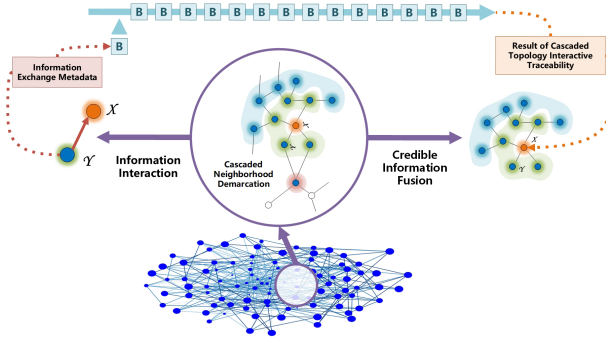 B B B B B B B B B B B B B B
B
Information
Exchange Metadata
Result of Cascaded
Topology Interactive
Traceability
X
Y
Information
Interaction
Cascaded
Neighborhood
Demarcation
Credible
Information
Fusion
X
Y